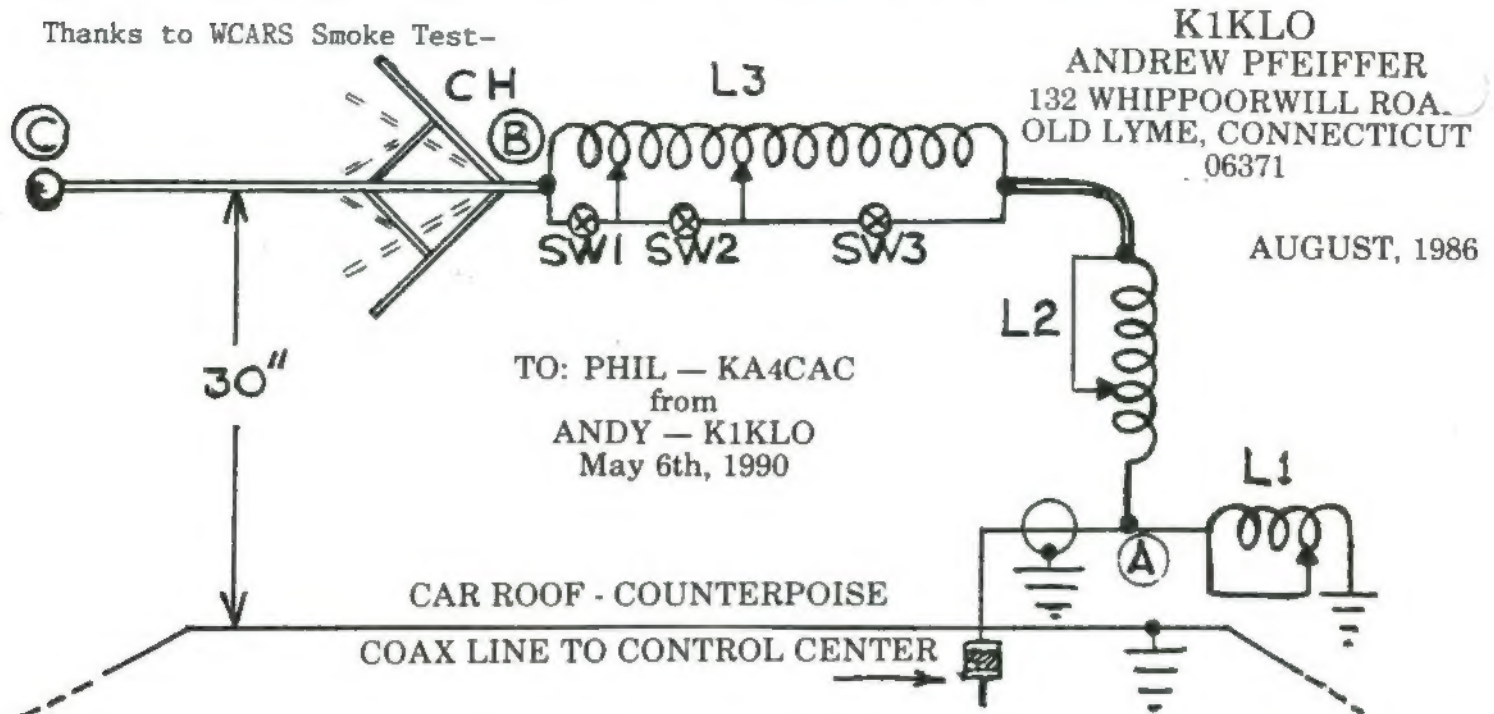 Thanks to WCARS Smoke Test-
K1KLO
ANDREW PFEIFFER
132 WHIPPOORWILL ROA.
OLD LYME, CONNECTICUT
06371
AUGUST, 1986
CH
L3
C
B
SW1 SW2 SW3
L2
30"
TO: PHIL — KA4CAC
from
ANDY — K1KLO
May 6th, 1990
L1
A
CAR ROOF - COUNTERPOISE
COAX LINE TO CONTROL CENTER